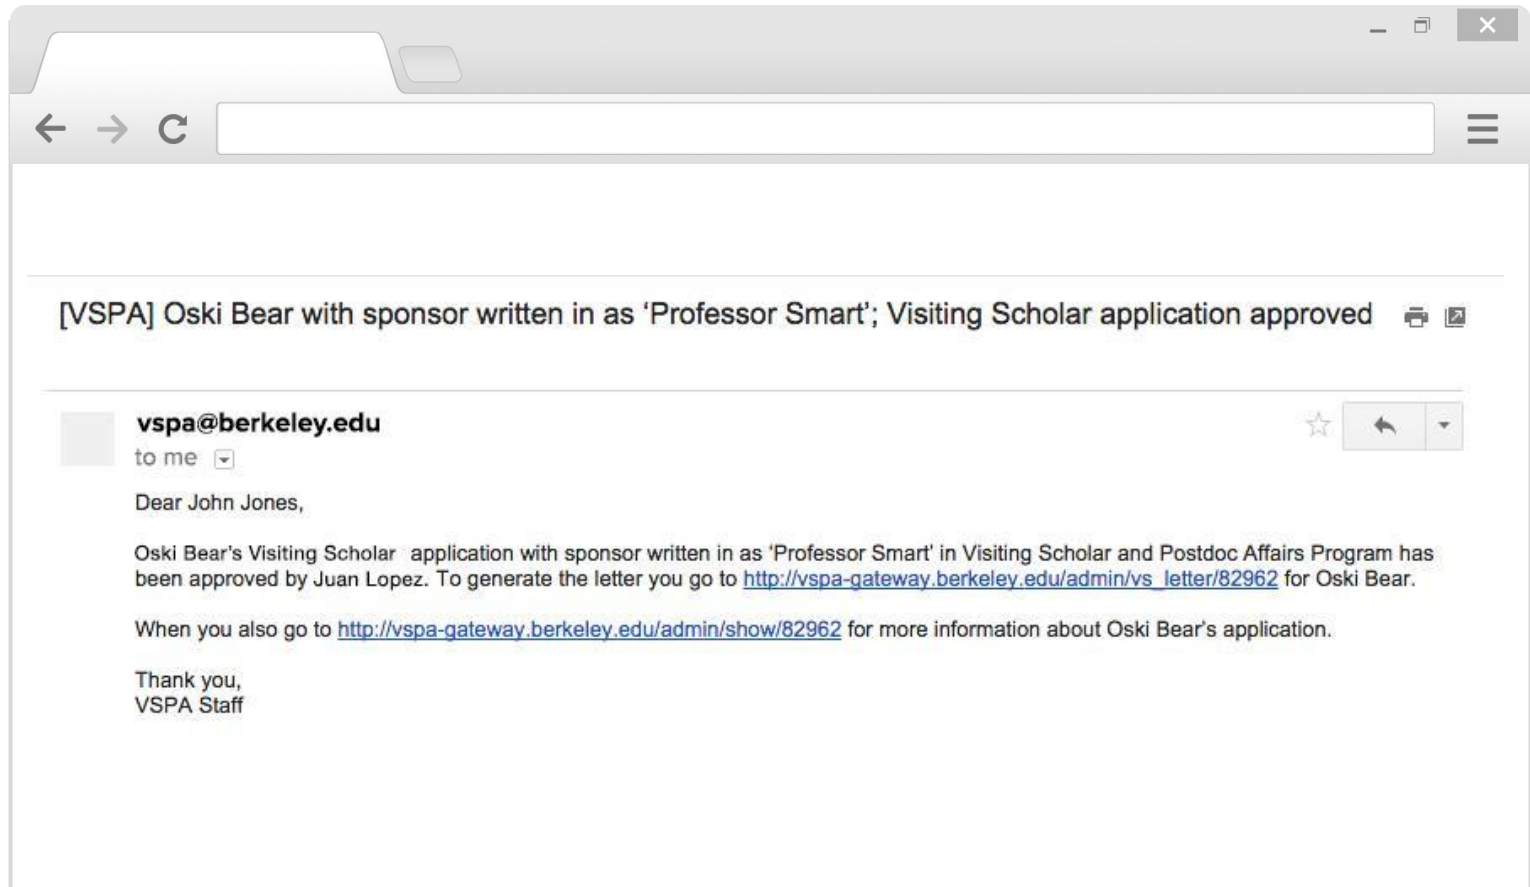 [VSPA] Oski Bear with sponsor written in as ‘Professor Smart’; Visiting Scholar application approved
vspa@berkeley.edu
to me
Dear John Jones,
Oski Bear's Visiting Scholar application with sponsor written in as ‘Professor Smart’ in Visiting Scholar and Postdoc Affairs Program has
been approved by Juan Lopez. To generate the letter you go to http://vspa-gateway.berkeley.edu/admin/vs_letter/82962 for Oski Bear.
When you also go to http://vspa-gateway.berkeley.edu/admin/show/82962 for more information about Oski Bear's application.
Thank you,
VSPA Staff